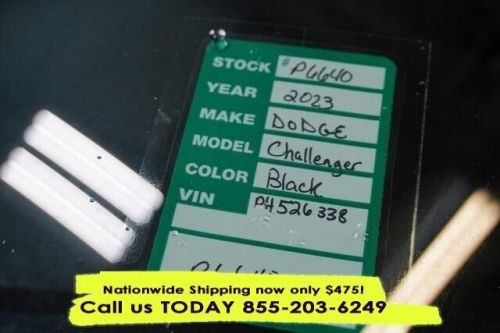 STOCK # P6640
YEAR 2023
MAKE DODGE
MODEL Challenger
COLOR Black
VIN PH526338
Nationwide Shipping now only $475!
Call us TODAY 855-203-6249